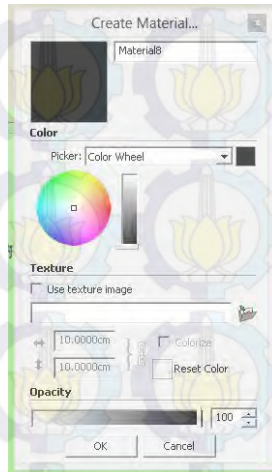 Create Material...
Material8
Color
Picker: Color Wheel
Texture
Use texture image
10.0000cm
Colorize
10.0000cm
Reset Color
Opacity
100
OK Cancel